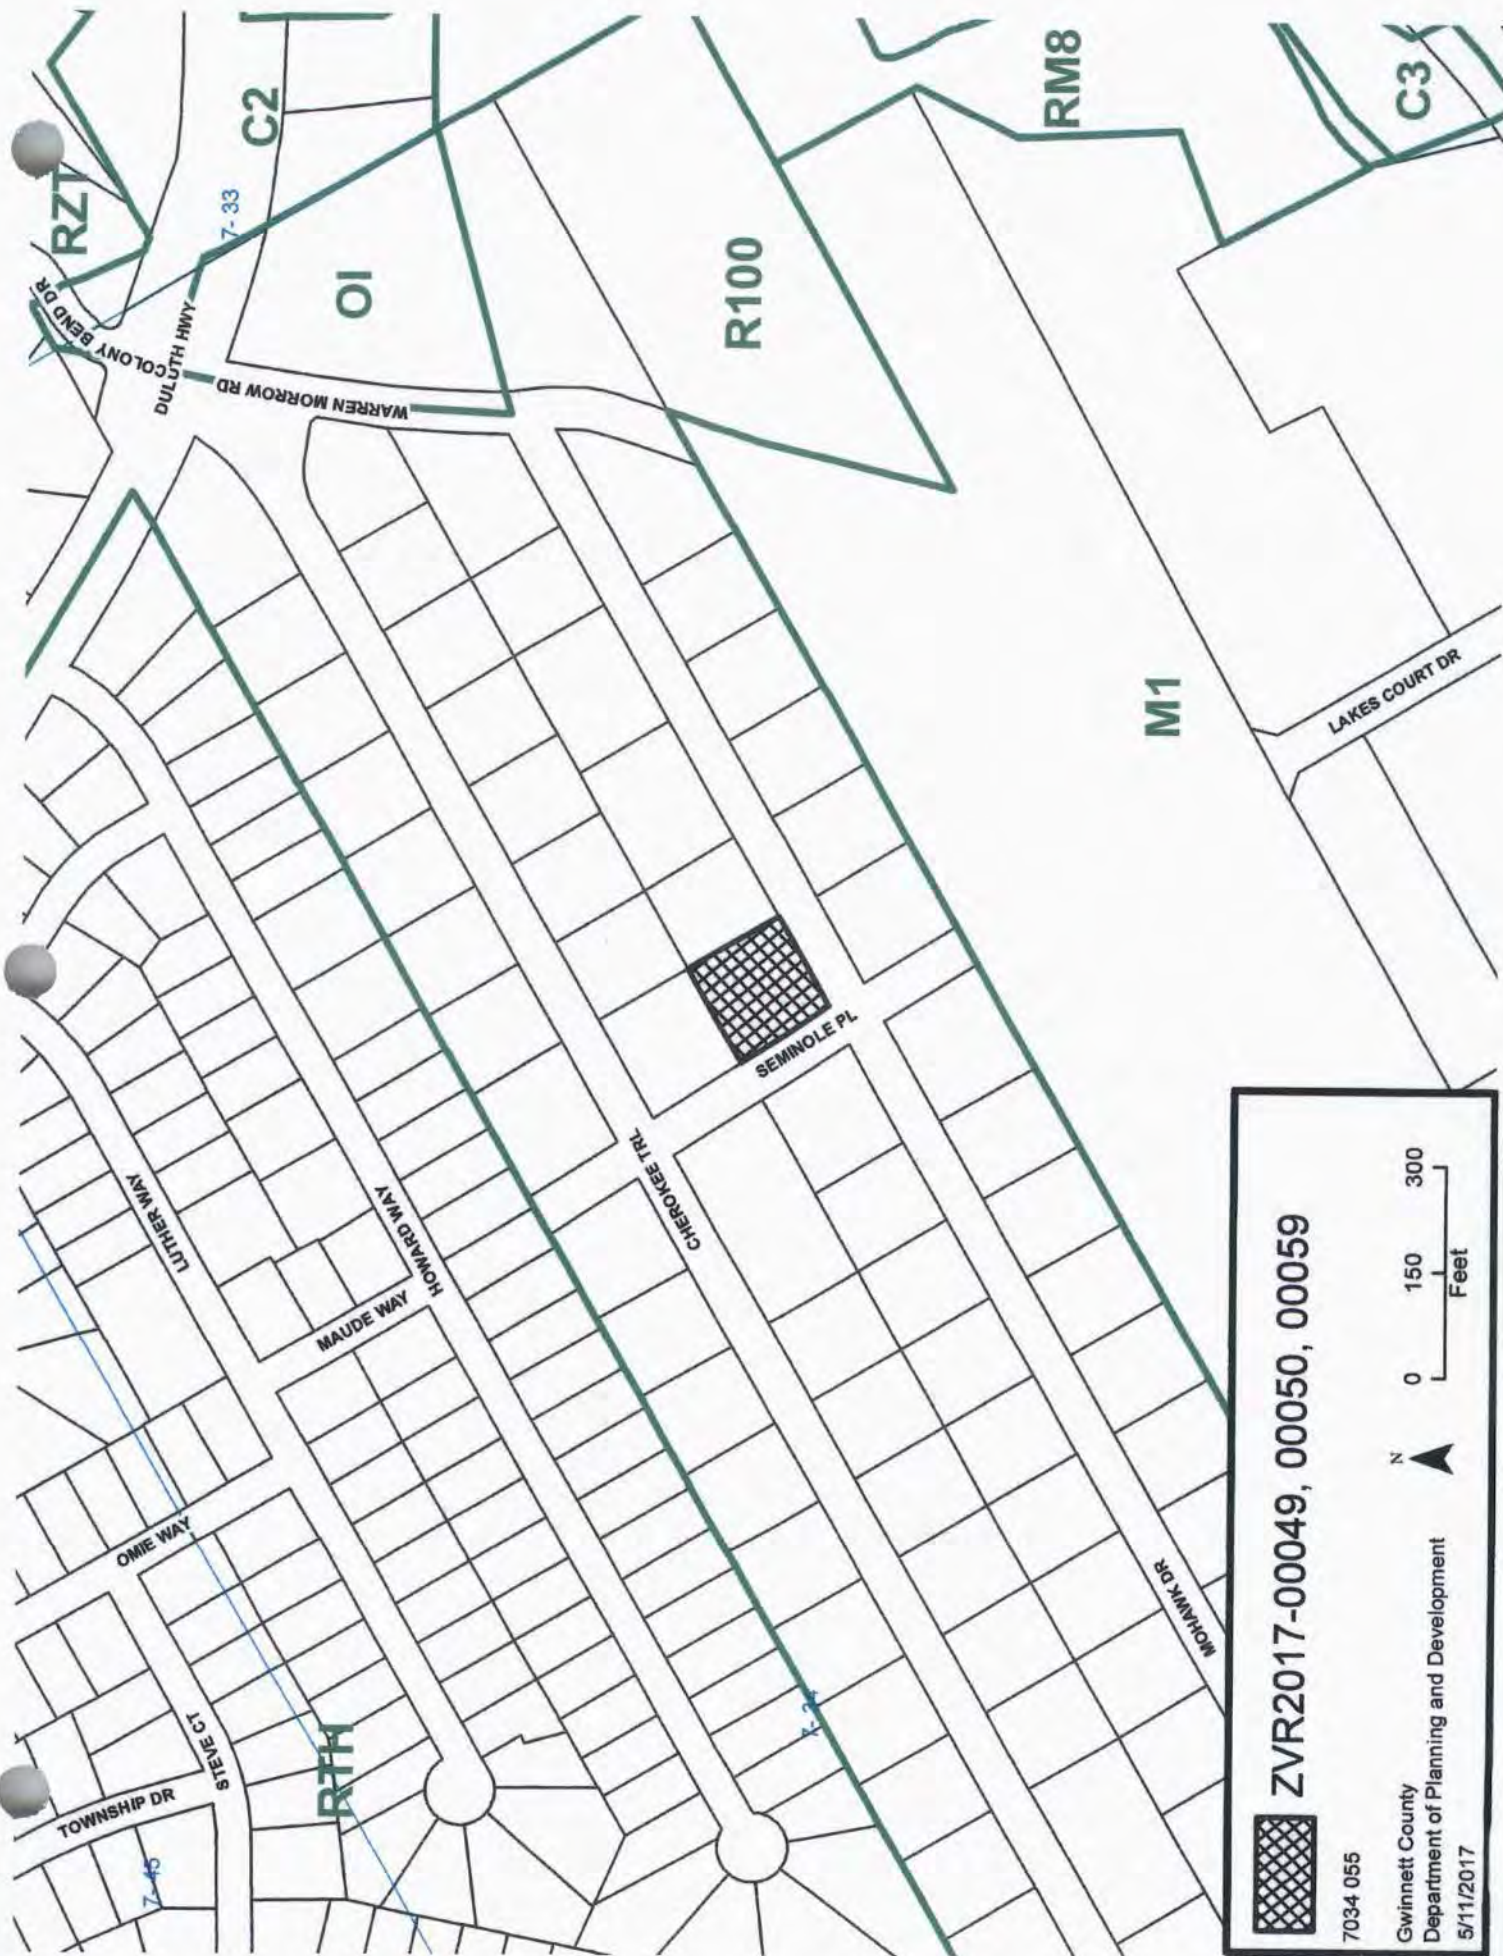 RZT
C2
7-33
OI
COLONY BEND DR
DULUTH HWY
WARREN MORROW RD
R100
RM8
C3
M1
LAKES COURT DR
SEMINOLE PL
CHEROKEE TRL
LUTHER WAY
HOWARD WAY
MAUDE WAY
OMIE WAY
STEVE CT
TOWNSHIP DR
7-45
RTH
7-34
MOHAWK DR
ZVR2017-00049, 00050, 00059
7034 055
Gwinnett County
Department of Planning and Development
5/11/2017
N
0 150 300
Feet